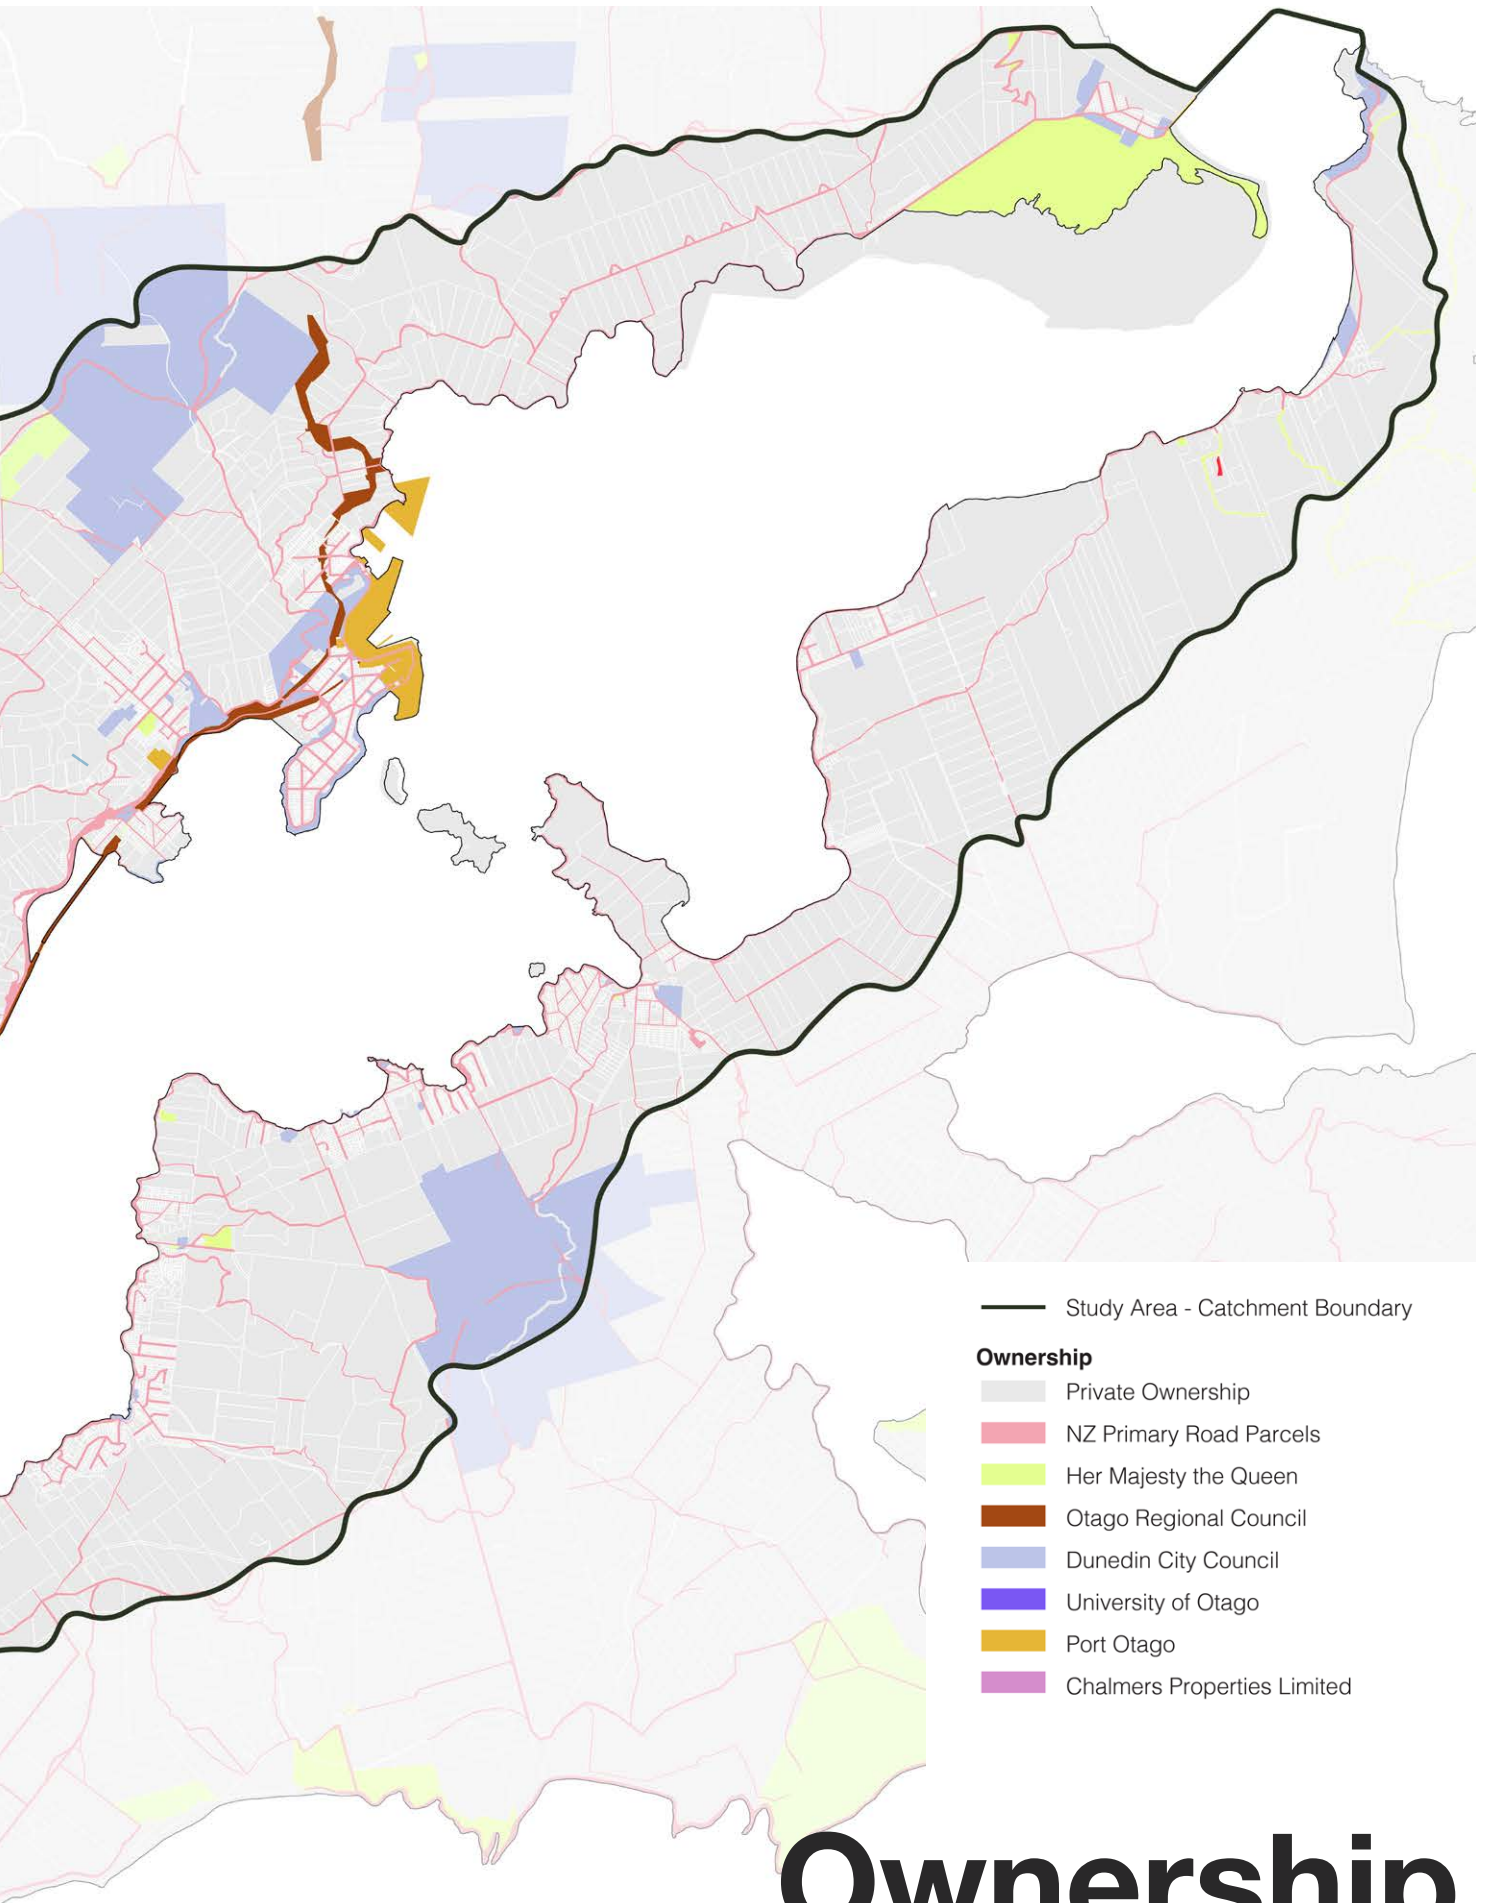 Study Area - Catchment Boundary
Ownership
Private Ownership
NZ Primary Road Parcels
Her Majesty the Queen
Otago Regional Council
Dunedin City Council
University of Otago
Port Otago
Chalmers Properties Limited
Ownership